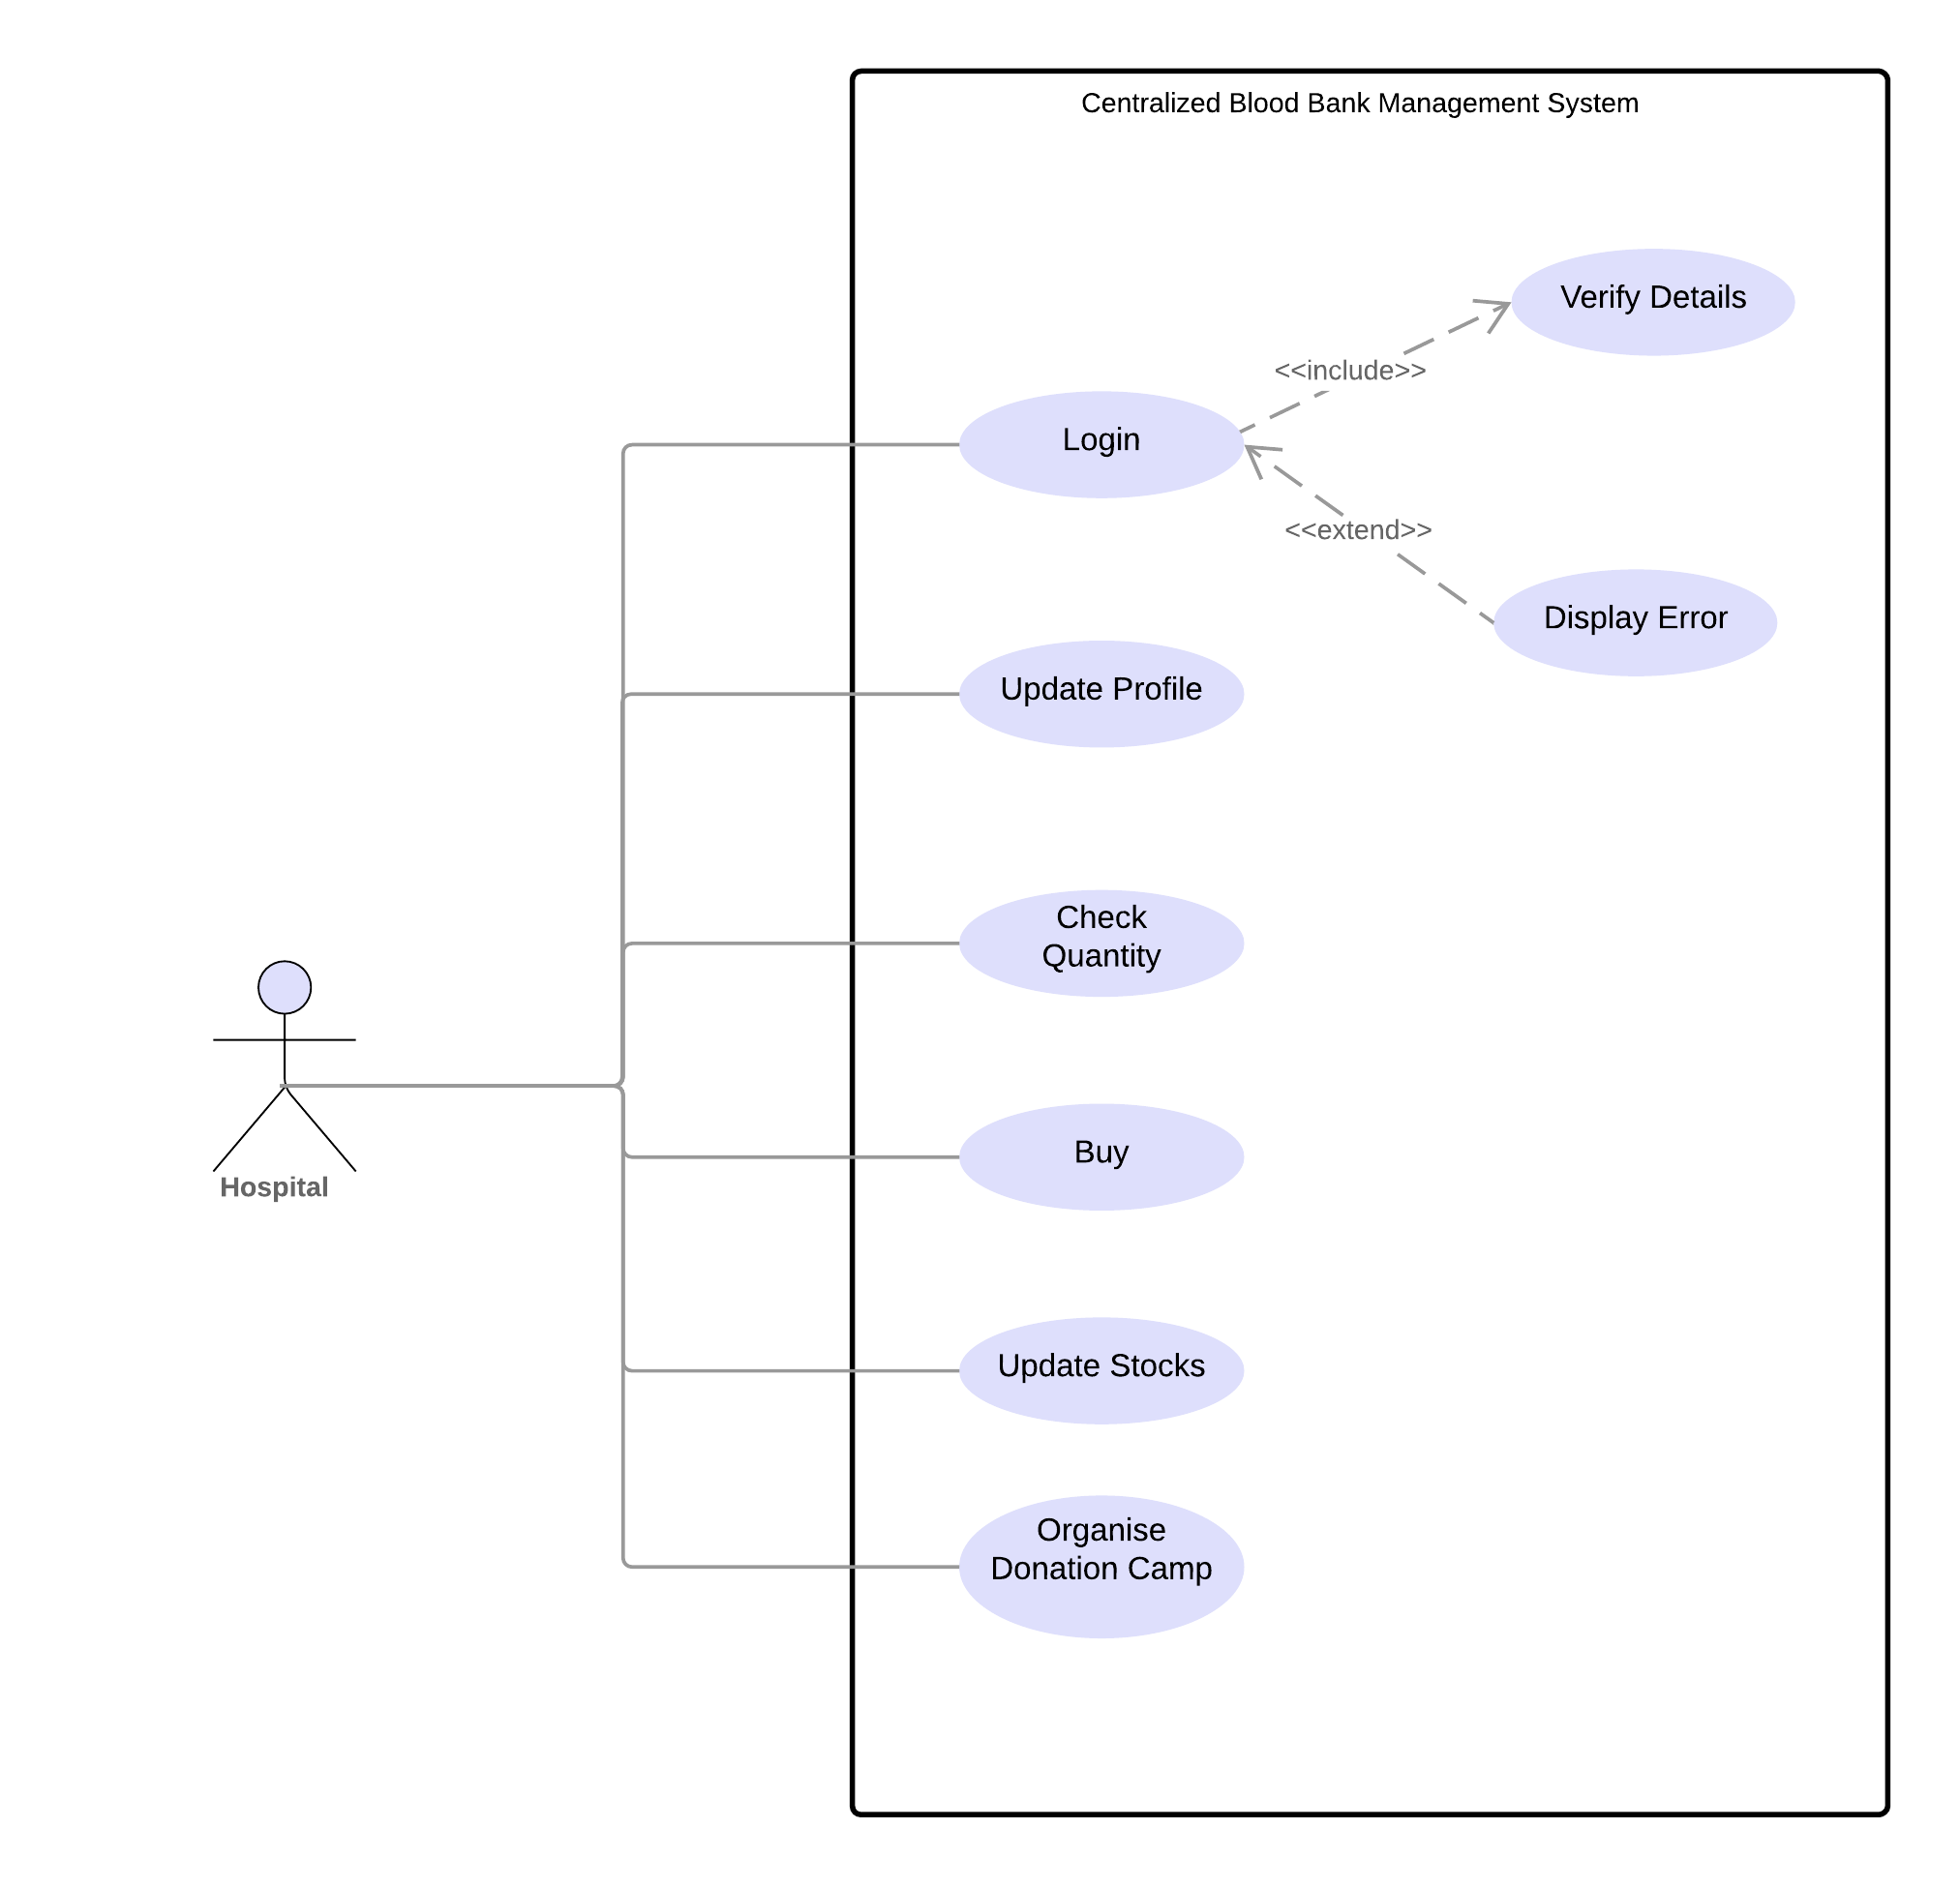 Centralized Blood Bank Management System
Verify Details
<<include>>
Login
<<extend>>
Display Error
Update Profile
Check
Quantity
Buy
Hospital
Update Stocks
Organise
Donation Camp